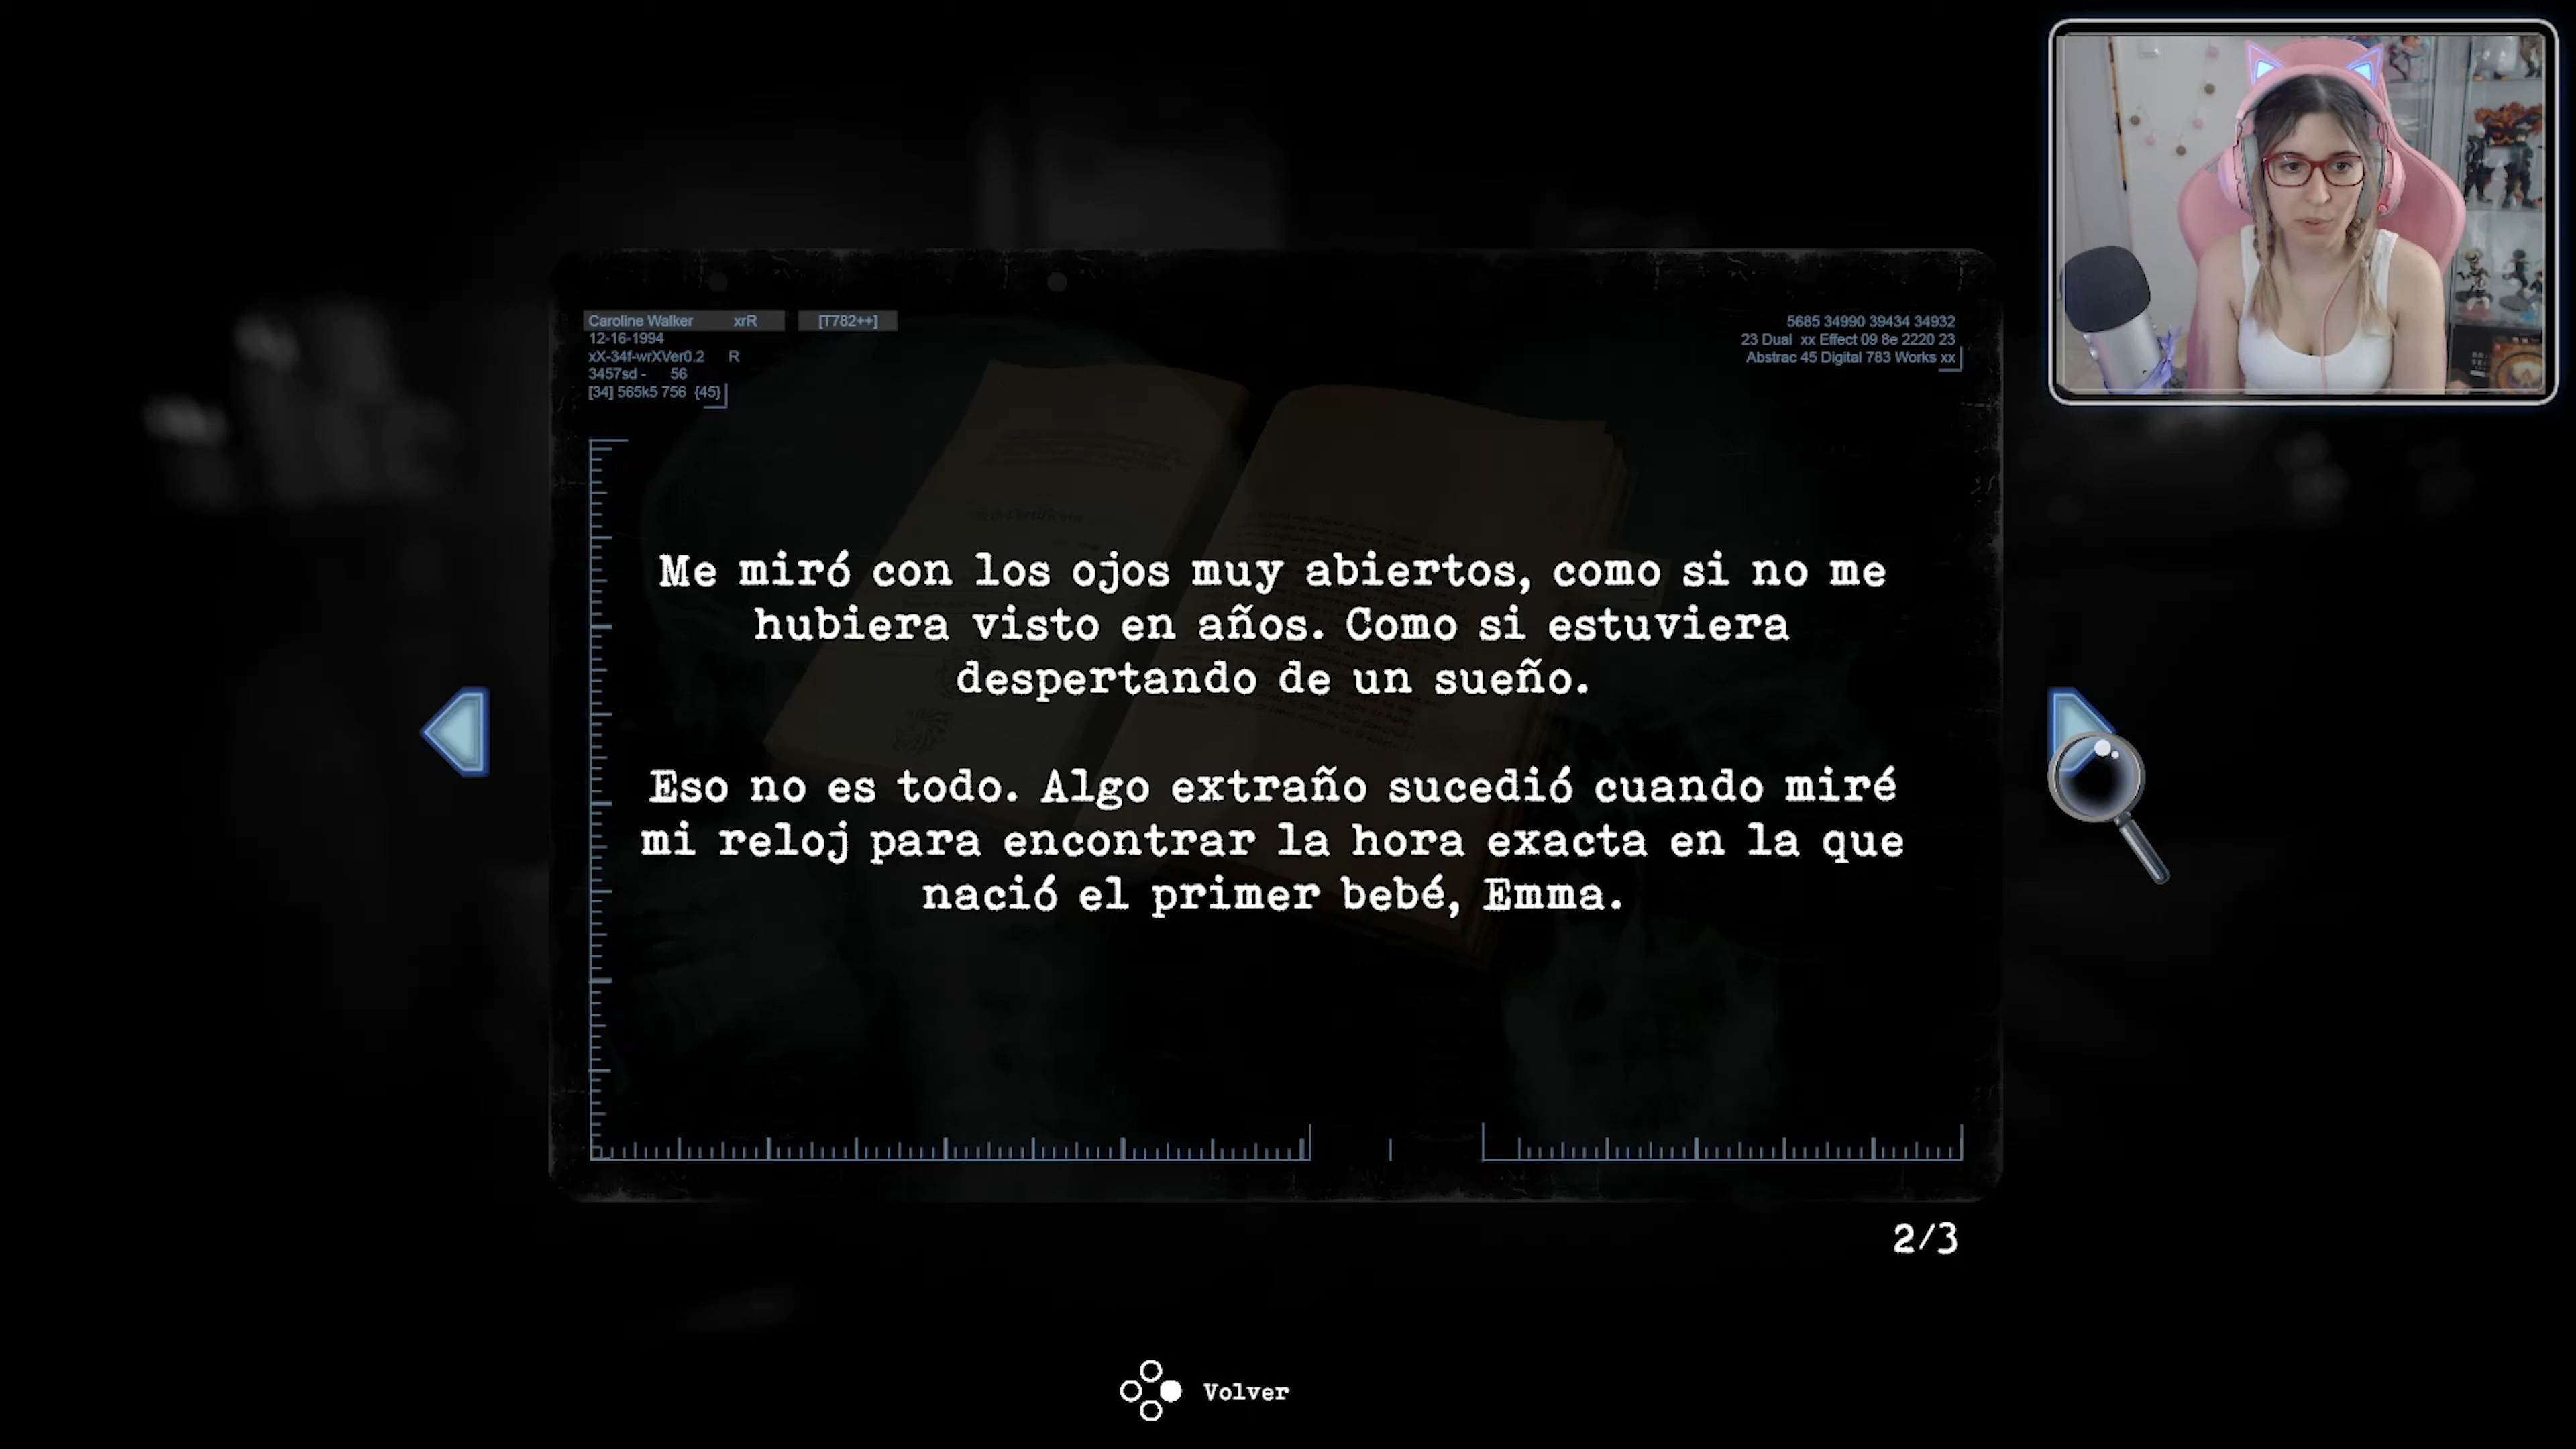 Caroline Walker xrR [T782++]
12-16-1994
xX-34f-wrXVer0.2 R
3457sd - 56
[34] 565k5 756 {45}
5685 34990 39434 34932
23 Dual xx Effect 09 8e 2220 23
Abstrac 45 Digital 783 Works xx
Me miró con los ojos muy abiertos, como si no me
hubiera visto en años. Como si estuviera
despertando de un sueño.
Eso no es todo. Algo extraño sucedió cuando miré
mi reloj para encontrar la hora exacta en la que
nació el primer bebé, Emma.
2/3
Volver